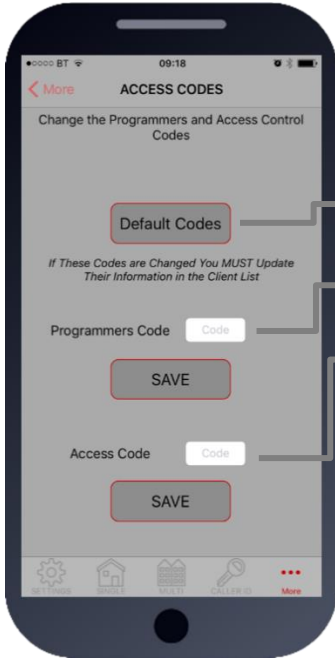 ●○○○○ BT 09:18
< More ACCESS CODES
Change the Programmers and Access Control
Codes
Default Codes
If These Codes are Changed You MUST Update
Their Information in the Client List
Programmers Code Code
SAVE
Access Code Code
SAVE
SETTINGS SINGLE MULTI CALLER ID More